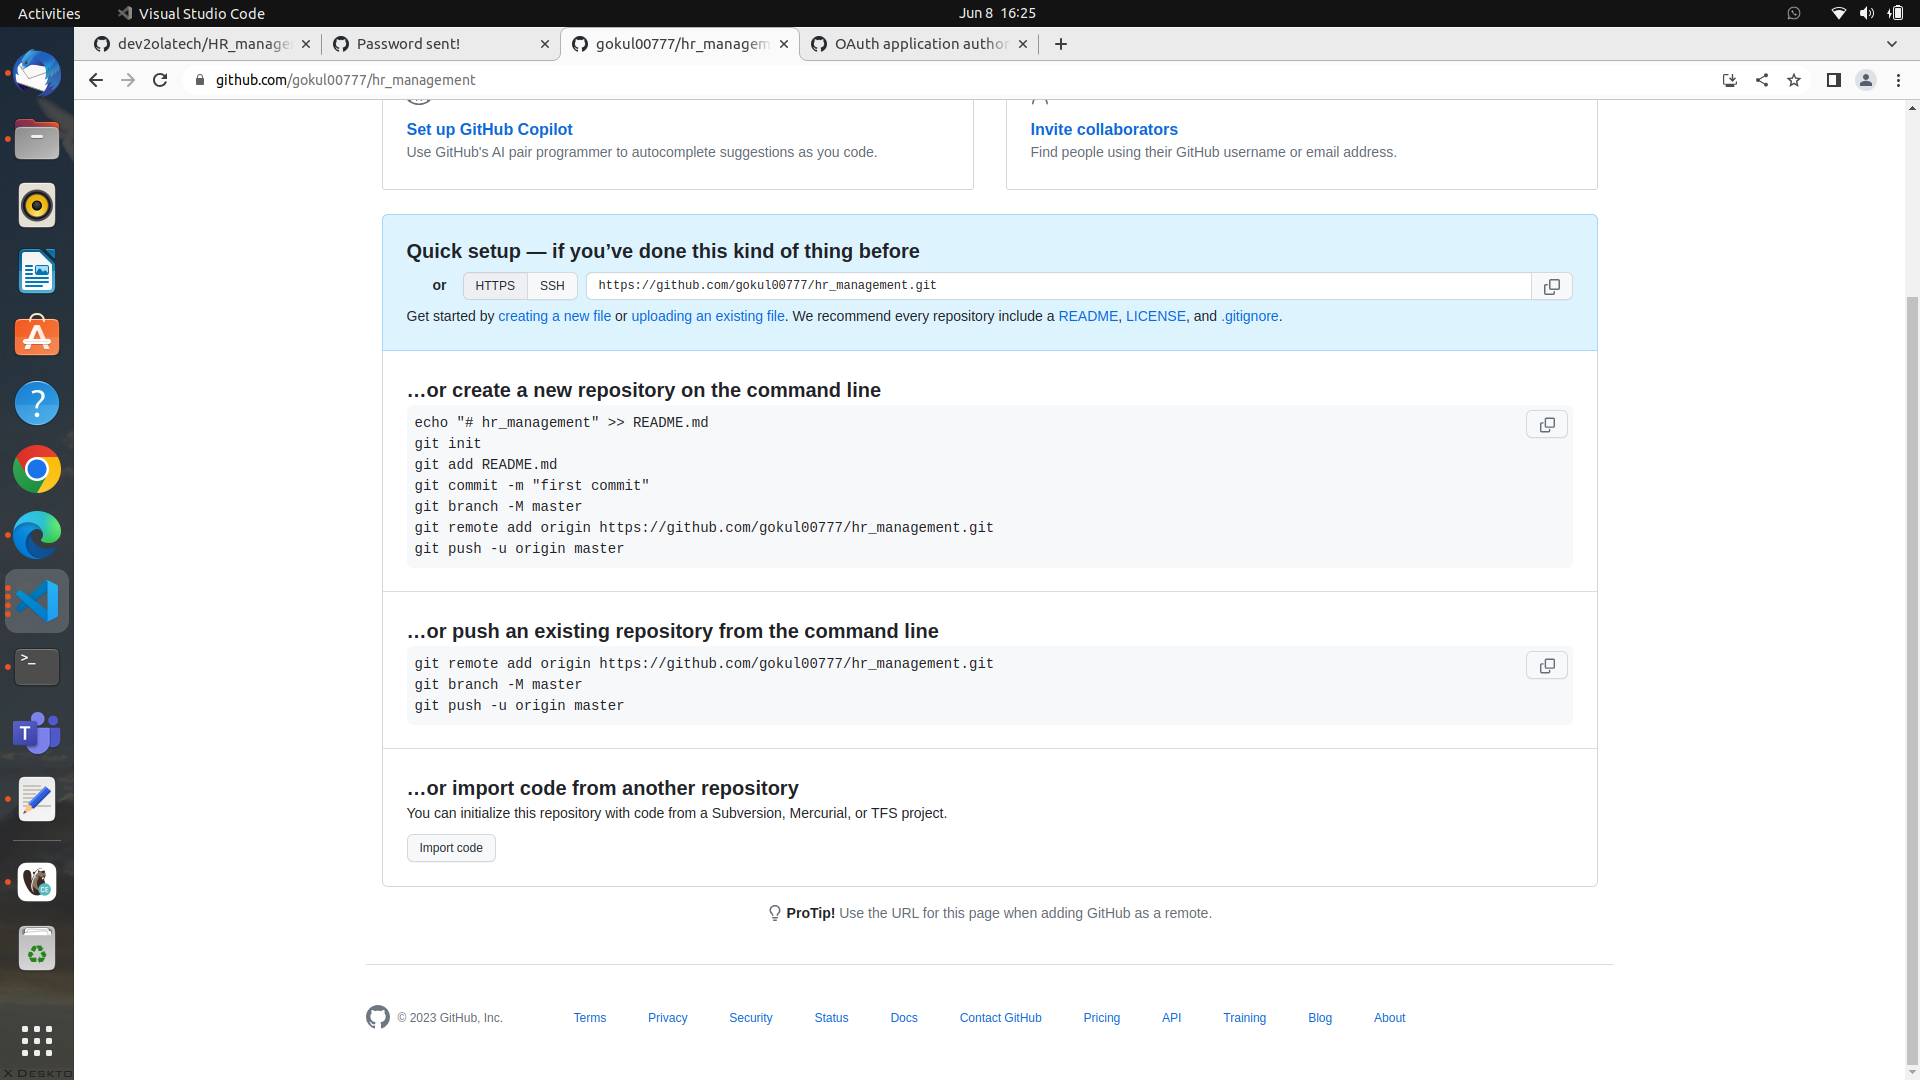 Activities
Visual Studio Code
Jun 8 16:25
dev2olatech/HR_manage
Password sent!
gokul00777/hr_managem
OAuth application autho
github.com/gokul00777/hr_management
Set up GitHub Copilot
Use GitHub's AI pair programmer to autocomplete suggestions as you code.
Invite collaborators
Find people using their GitHub username or email address.
Quick setup — if you’ve done this kind of thing before
or HTTPS SSH https://github.com/gokul00777/hr_management.git
Get started by creating a new file or uploading an existing file. We recommend every repository include a README, LICENSE, and .gitignore.
…or create a new repository on the command line
echo "# hr_management" >> README.md
git init
git add README.md
git commit -m "first commit"
git branch -M master
git remote add origin https://github.com/gokul00777/hr_management.git
git push -u origin master
…or push an existing repository from the command line
git remote add origin https://github.com/gokul00777/hr_management.git
git branch -M master
git push -u origin master
…or import code from another repository
You can initialize this repository with code from a Subversion, Mercurial, or TFS project.
Import code
ProTip! Use the URL for this page when adding GitHub as a remote.
© 2023 GitHub, Inc.
Terms
Privacy
Security
Status
Docs
Contact GitHub
Pricing
API
Training
Blog
About
X DESKTO